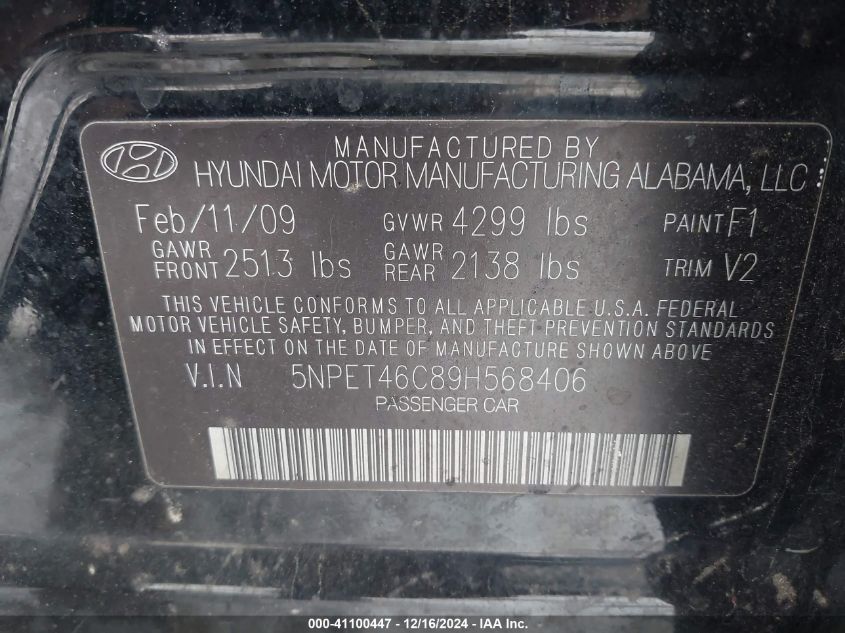 MANUFACTURED BY
HYUNDAI MOTOR MANUFACTURING ALABAMA, LLC
Feb/11/09 GVWR 4299 lbs PAINT F1
GAWR FRONT 2513 lbs GAWR REAR 2138 lbs TRIM V2
THIS VEHICLE CONFORMS TO ALL APPLICABLE U.S.A. FEDERAL
MOTOR VEHICLE SAFETY, BUMPER, AND THEFT PREVENTION STANDARDS
IN EFFECT ON THE DATE OF MANUFACTURE SHOWN ABOVE
V.I.N 5NPET46C89H568406
PASSENGER CAR
000-41100447 - 12/16/2024 - IAA Inc.